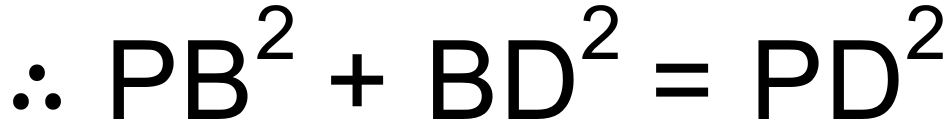 ∴ PB² + BD² = PD²